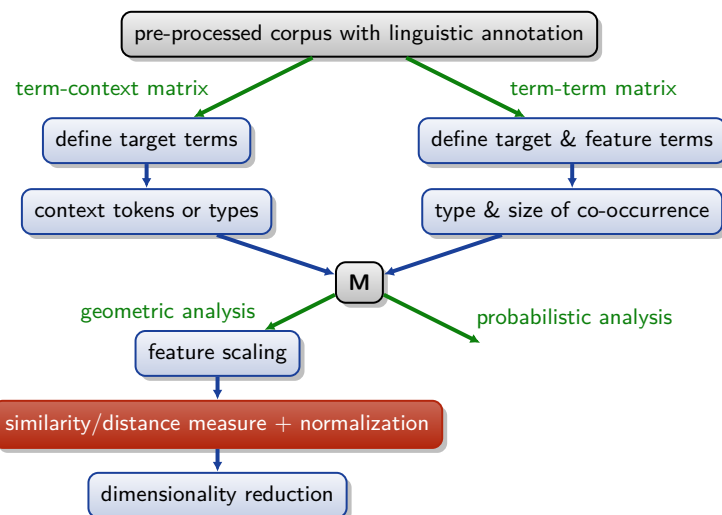 pre-processed corpus with linguistic annotation
term-context matrix
term-term matrix
define target terms
define target & feature terms
context tokens or types
type & size of co-occurrence
M
geometric analysis
probabilistic analysis
feature scaling
similarity/distance measure + normalization
dimensionality reduction